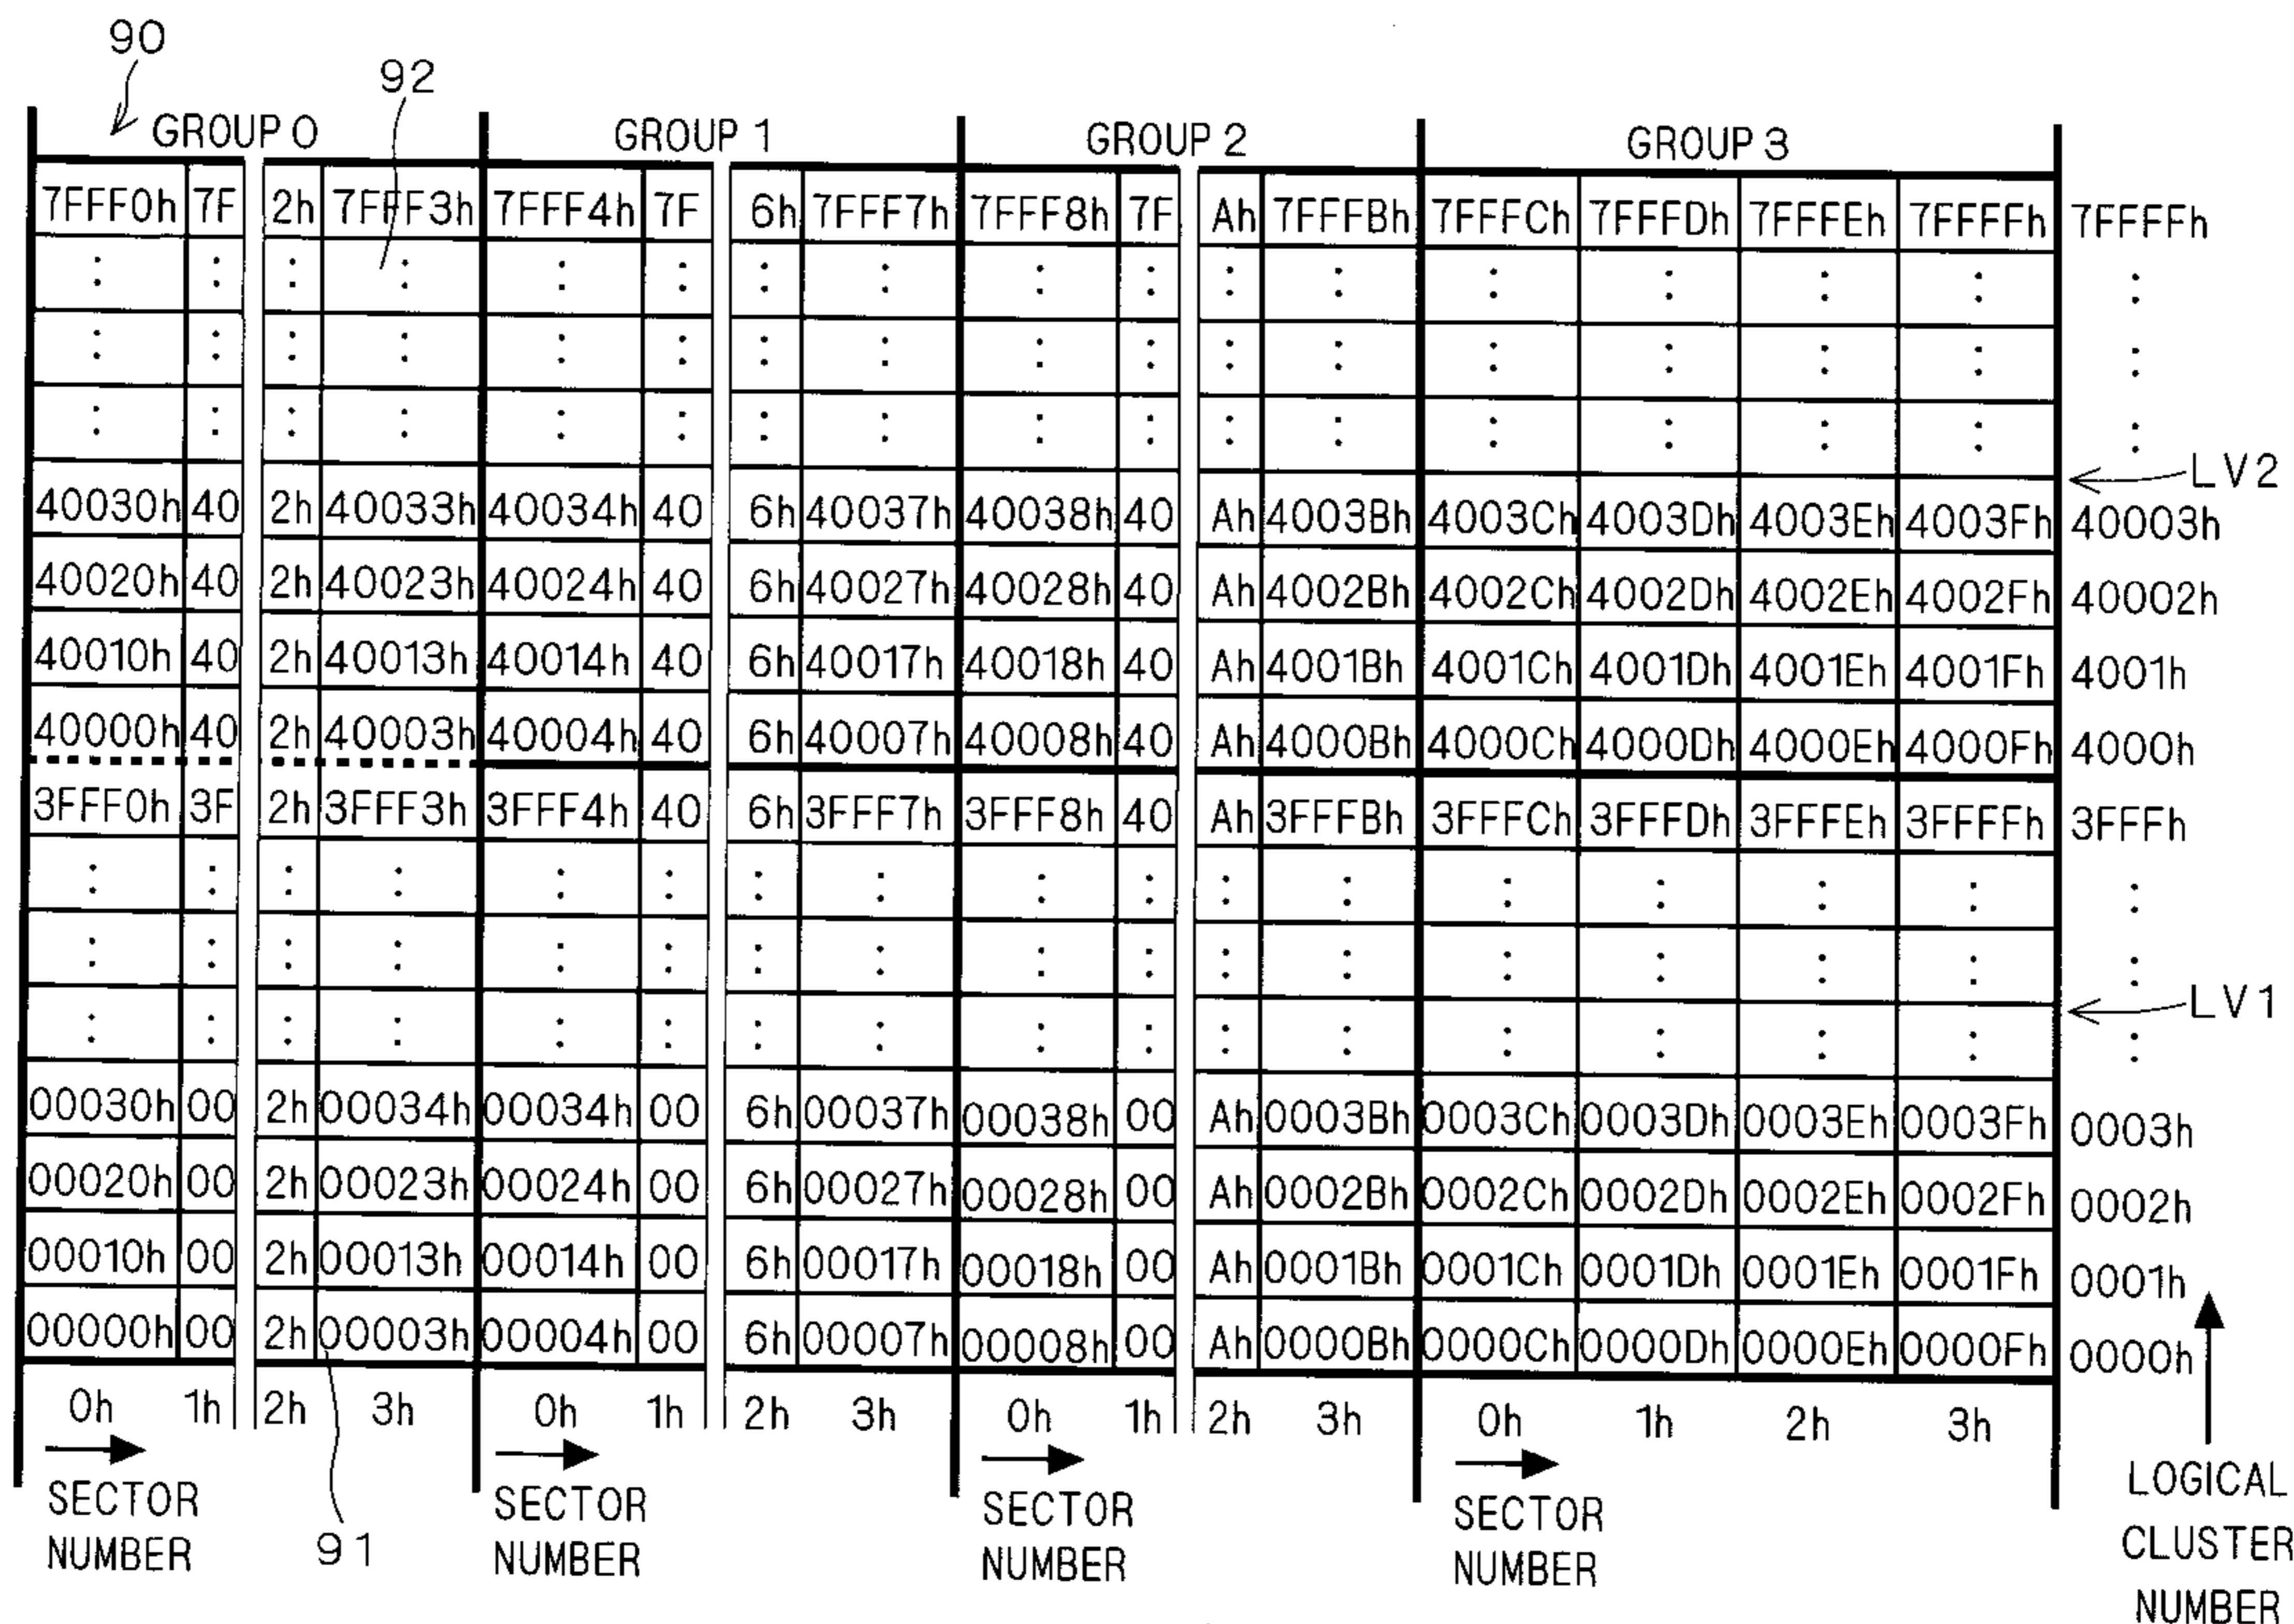 90
92
GROUP 0 GROUP 1 GROUP 2 GROUP 3
7FFF0h 7F 2h 7FFF3h 7FFF4h 7F 6h 7FFF7h 7FFF8h 7F Ah 7FFFBh 7FFFCh 7FFFDh 7FFFEh 7FFFFh 7FFFFh
LV2
40030h 40 2h 40033h 40034h 40 6h 40037h 40038h 40 Ah 4003Bh 4003Ch 4003Dh 4003Eh 4003Fh 40003h
40020h 40 2h 40023h 40024h 40 6h 40027h 40028h 40 Ah 4002Bh 4002Ch 4002Dh 4002Eh 4002Fh 40002h
40010h 40 2h 40013h 40014h 40 6h 40017h 40018h 40 Ah 4001Bh 4001Ch 4001Dh 4001Eh 4001Fh 4001h
40000h 40 2h 40003h 40004h 40 6h 40007h 40008h 40 Ah 4000Bh 4000Ch 4000Dh 4000Eh 4000Fh 4000h
3FFF0h 3F 2h 3FFF3h 3FFF4h 40 6h 3FFF7h 3FFF8h 40 Ah 3FFFBh 3FFFCh 3FFFDh 3FFFEh 3FFFFh 3FFFh
LV1
00030h 00 2h 00034h 00034h 00 6h 00037h 00038h 00 Ah 0003Bh 0003Ch 0003Dh 0003Eh 0003Fh 0003h
00020h 00 2h 00023h 00024h 00 6h 00027h 00028h 00 Ah 0002Bh 0002Ch 0002Dh 0002Eh 0002Fh 0002h
00010h 00 2h 00013h 00014h 00 6h 00017h 00018h 00 Ah 0001Bh 0001Ch 0001Dh 0001Eh 0001Fh 0001h
00000h 00 2h 00003h 00004h 00 6h 00007h 00008h 00 Ah 0000Bh 0000Ch 0000Dh 0000Eh 0000Fh 0000h
0h 1h 2h 3h 0h 1h 2h 3h 0h 1h 2h 3h 0h 1h 2h 3h
SECTOR NUMBER
91
SECTOR NUMBER
SECTOR NUMBER
SECTOR NUMBER
LOGICAL
CLUSTER
NUMBER